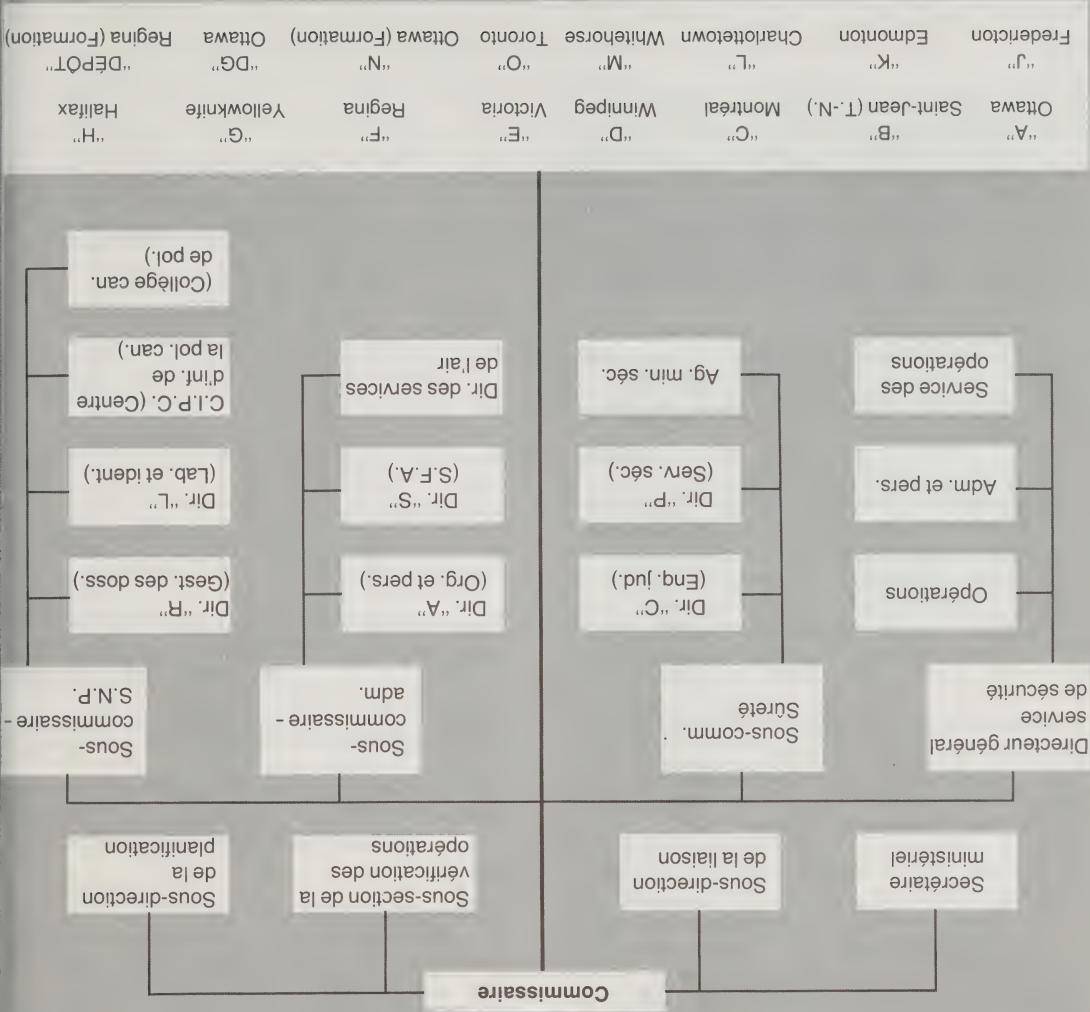 Commissaire
Secrétaire
ministériel
Sous-direction
de la liaison
Sous-section de la
vérification des
opérations
Sous-direction
de la
planification
Directeur général
service
de sécurité
Sous-comm.
Sûreté
Sous-
commissaire -
adm.
Sous-
commissaire -
S.N.P.
Opérations
Dir. "C"
(Enq. jud.)
Dir. "A"
(Org. et pers.)
Dir. "R"
(Gest. des doss.)
Adm. et pers.
Dir. "P"
(Serv. séc.)
Dir. "S"
(S.F.A.)
Dir. "L"
(Lab. et ident.)
Service des
opérations
Ag. min. séc.
Dir. des services
de l'air
C.I.P.C. (Centre
d'inf. de
la pol. can.)
(Collège can.
de pol.)
"A" "B" "C" "D" "E" "F" "G" "H"
Ottawa Saint-Jean (T.-N.) Montréal Winnipeg Victoria Regina Yellowknife Halifax
"J" "K" "L" "M" "O" "N" "DG" "DÉPÔT"
Fredericton Edmonton Charlottetown Whitehorse Toronto Ottawa (Formation) Ottawa Regina (Formation)